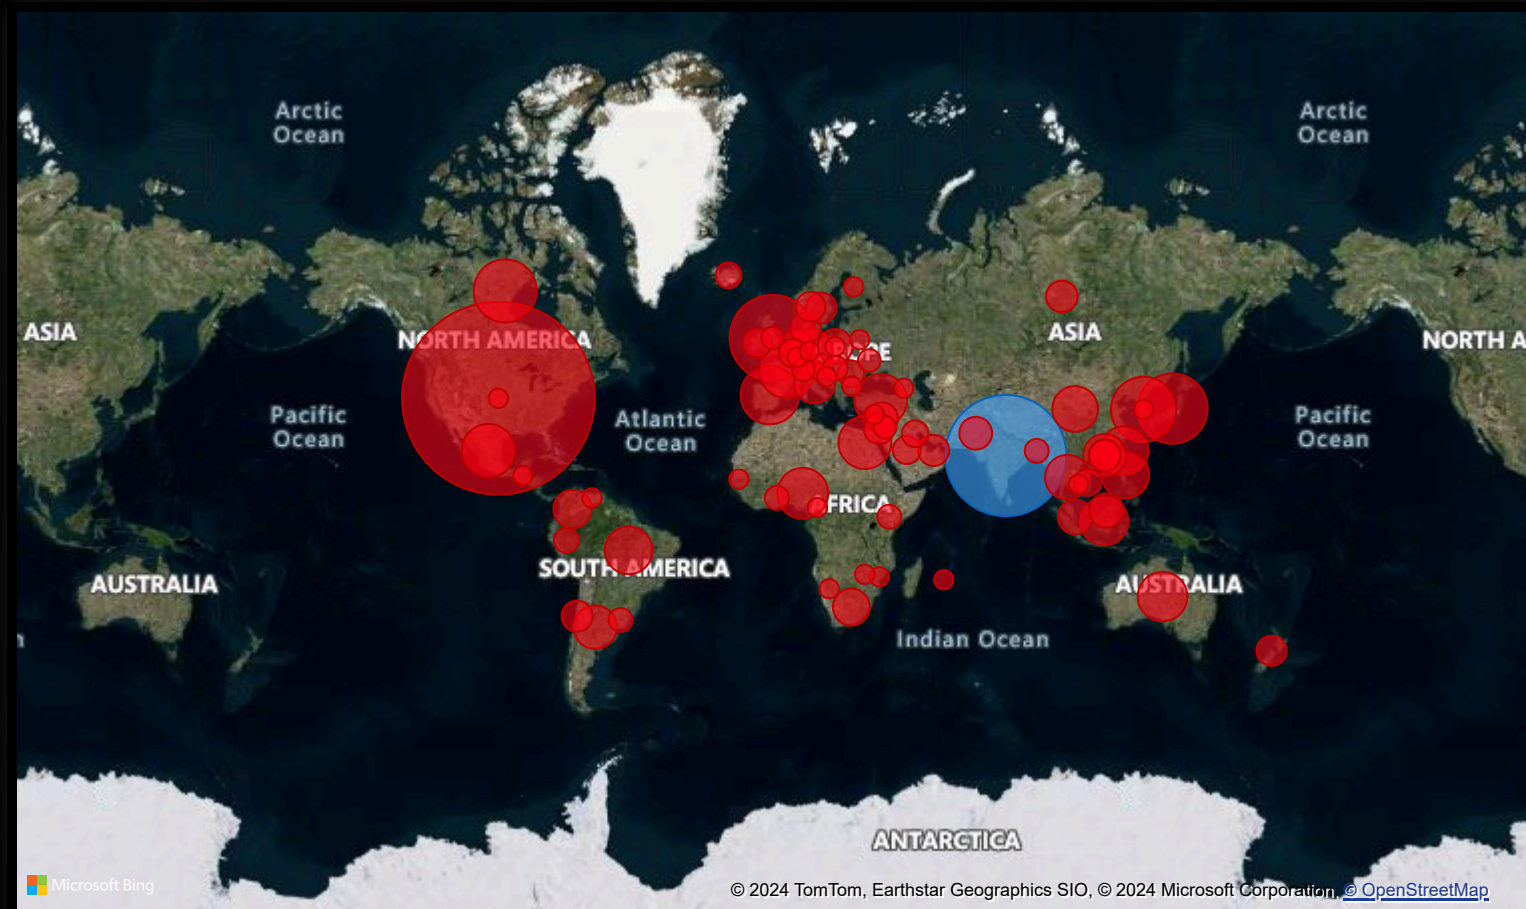 Arctic
Ocean
Arctic
Ocean
ASIA
NORTH AMERICA
ASIA
NORTH A
PE
Pacific
Ocean
Atlantic
Ocean
Pacific
Ocean
FRICA
SOUTH AMERICA
AUSTRALIA
AUSTRALIA
n
Indian Ocean
ANTARCTICA
Microsoft Bing
© 2024 TomTom, Earthstar Geographics SIO, © 2024 Microsoft Corporation, © OpenStreetMap